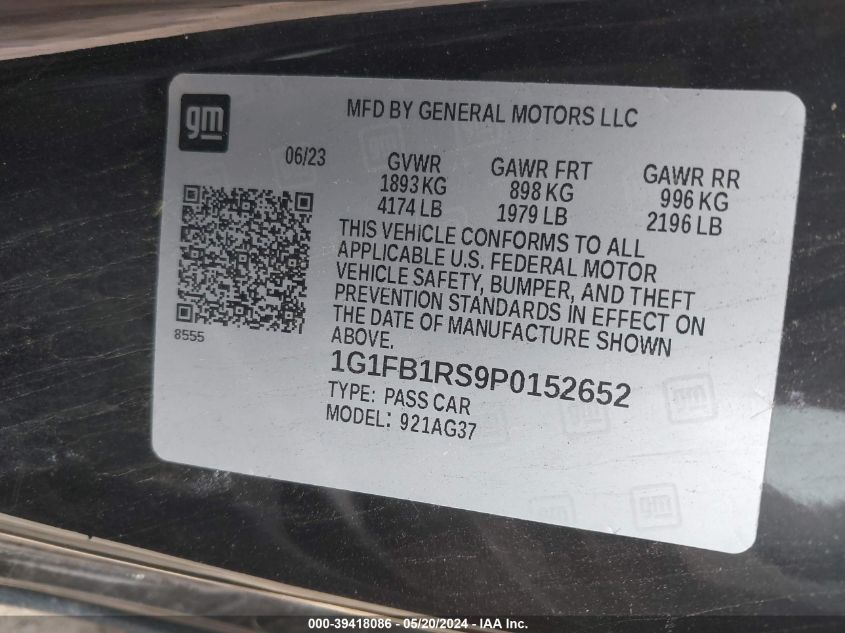 gm
MFD BY GENERAL MOTORS LLC
06/23
GVWR
1893 KG
4174 LB
GAWR FRT
898 KG
1979 LB
GAWR RR
996 KG
2196 LB
THIS VEHICLE CONFORMS TO ALL
APPLICABLE U.S. FEDERAL MOTOR
VEHICLE SAFETY, BUMPER, AND THEFT
PREVENTION STANDARDS IN EFFECT ON
THE DATE OF MANUFACTURE SHOWN
ABOVE.
8555
1G1FB1RS9P0152652
TYPE: PASS CAR
MODEL: 921AG37
gm
000-39418086 - 05/20/2024 - IAA Inc.